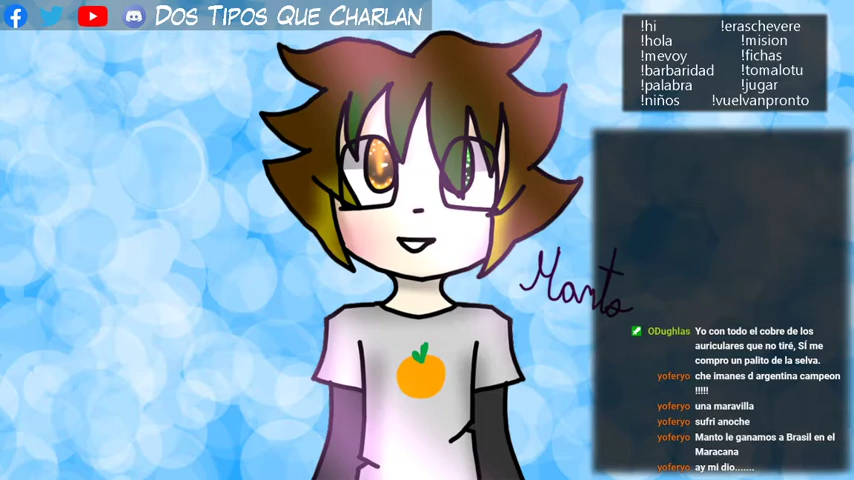 Dos Tipos Que Charlan
!hi !eraschevere
!hola !mision
!mevoy !fichas
!barbaridad !tomalotu
!palabra !jugar
!niños !vuelvanpronto
Manto
ODughlas Yo con todo el cobre de los
auriculares que no tiré, SÍ me
compro un palito de la selva.
yoferyo che imanes d argentina campeon
!!!!!
yoferyo una maravilla
yoferyo sufri anoche
yoferyo Manto le ganamos a Brasil en el
Maracana
yoferyo ay mi dio.......